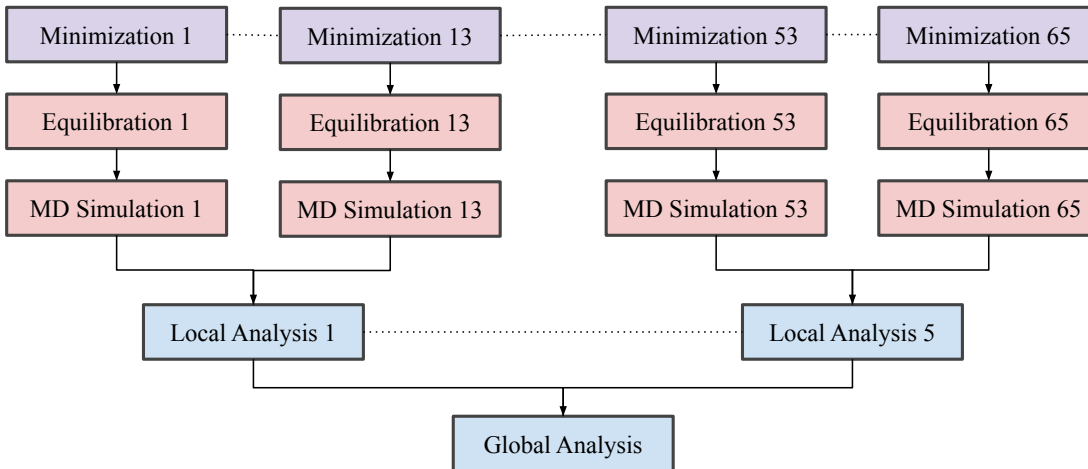 Minimization 1
Minimization 13
Minimization 53
Minimization 65
Equilibration 1
Equilibration 13
Equilibration 53
Equilibration 65
MD Simulation 1
MD Simulation 13
MD Simulation 53
MD Simulation 65
Local Analysis 1
Local Analysis 5
Global Analysis